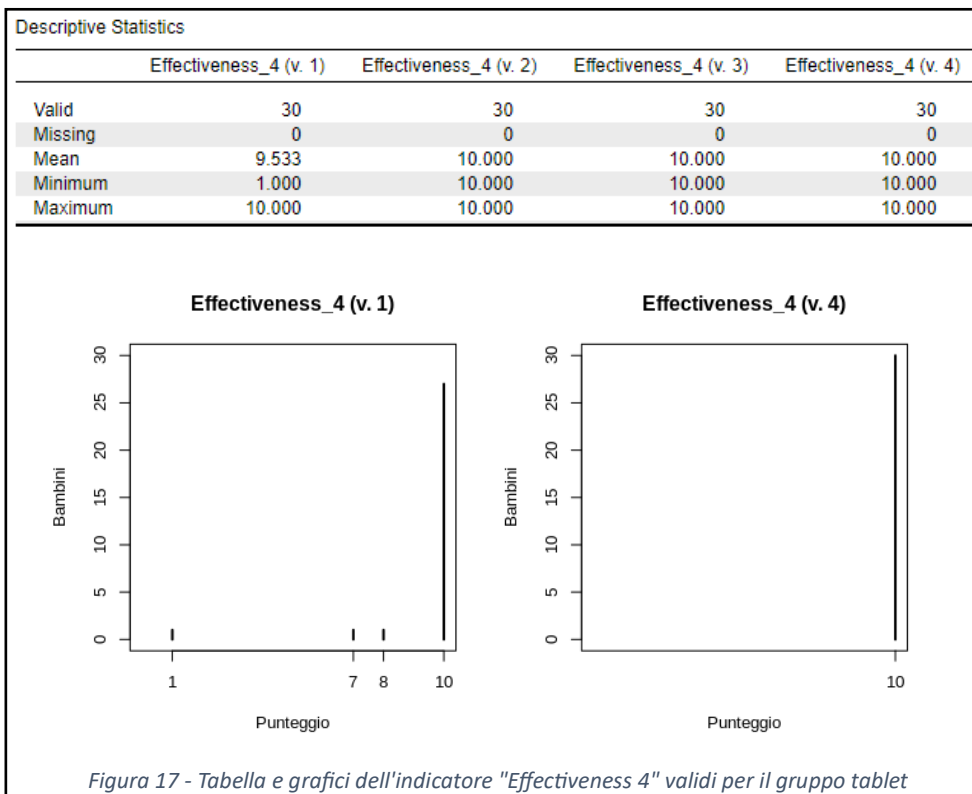 Descriptive Statistics
Effectiveness_4 (v. 1) Effectiveness_4 (v. 2) Effectiveness_4 (v. 3) Effectiveness_4 (v. 4)
Valid 30 30 30 30
Missing 0 0 0 0
Mean 9.533 10.000 10.000 10.000
Minimum 1.000 10.000 10.000 10.000
Maximum 10.000 10.000 10.000 10.000
Effectiveness_4 (v. 1)
30
25
20
15
10
5
0
Bambini
1 7 8 10
Punteggio
Effectiveness_4 (v. 4)
30
25
20
15
10
5
0
Bambini
10
Punteggio
Figura 17 - Tabella e grafici dell'indicatore "Effectiveness 4" validi per il gruppo tablet